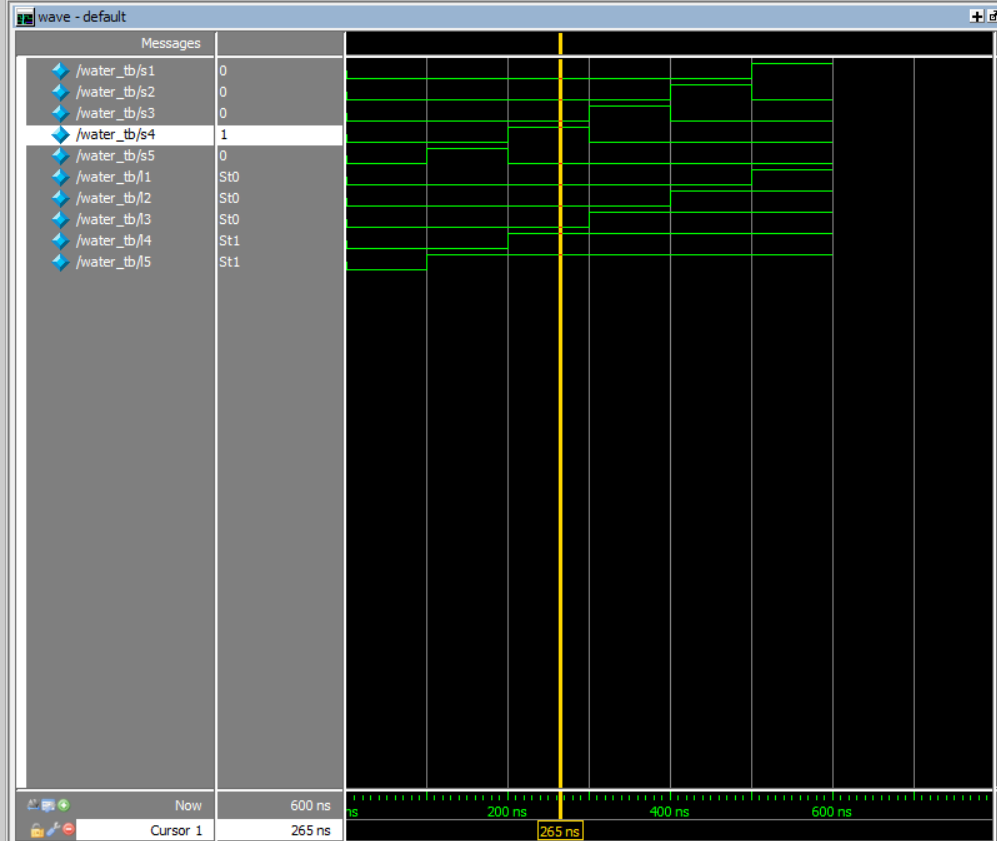 wave - default
Messages
/water_tb/s1 0
/water_tb/s2 0
/water_tb/s3 0
/water_tb/s4 1
/water_tb/s5 0
/water_tb/l1 St0
/water_tb/l2 St0
/water_tb/l3 St0
/water_tb/l4 St1
/water_tb/l5 St1
Now 600 ns ns 200 ns 400 ns 600 ns
Cursor 1 265 ns 265 ns